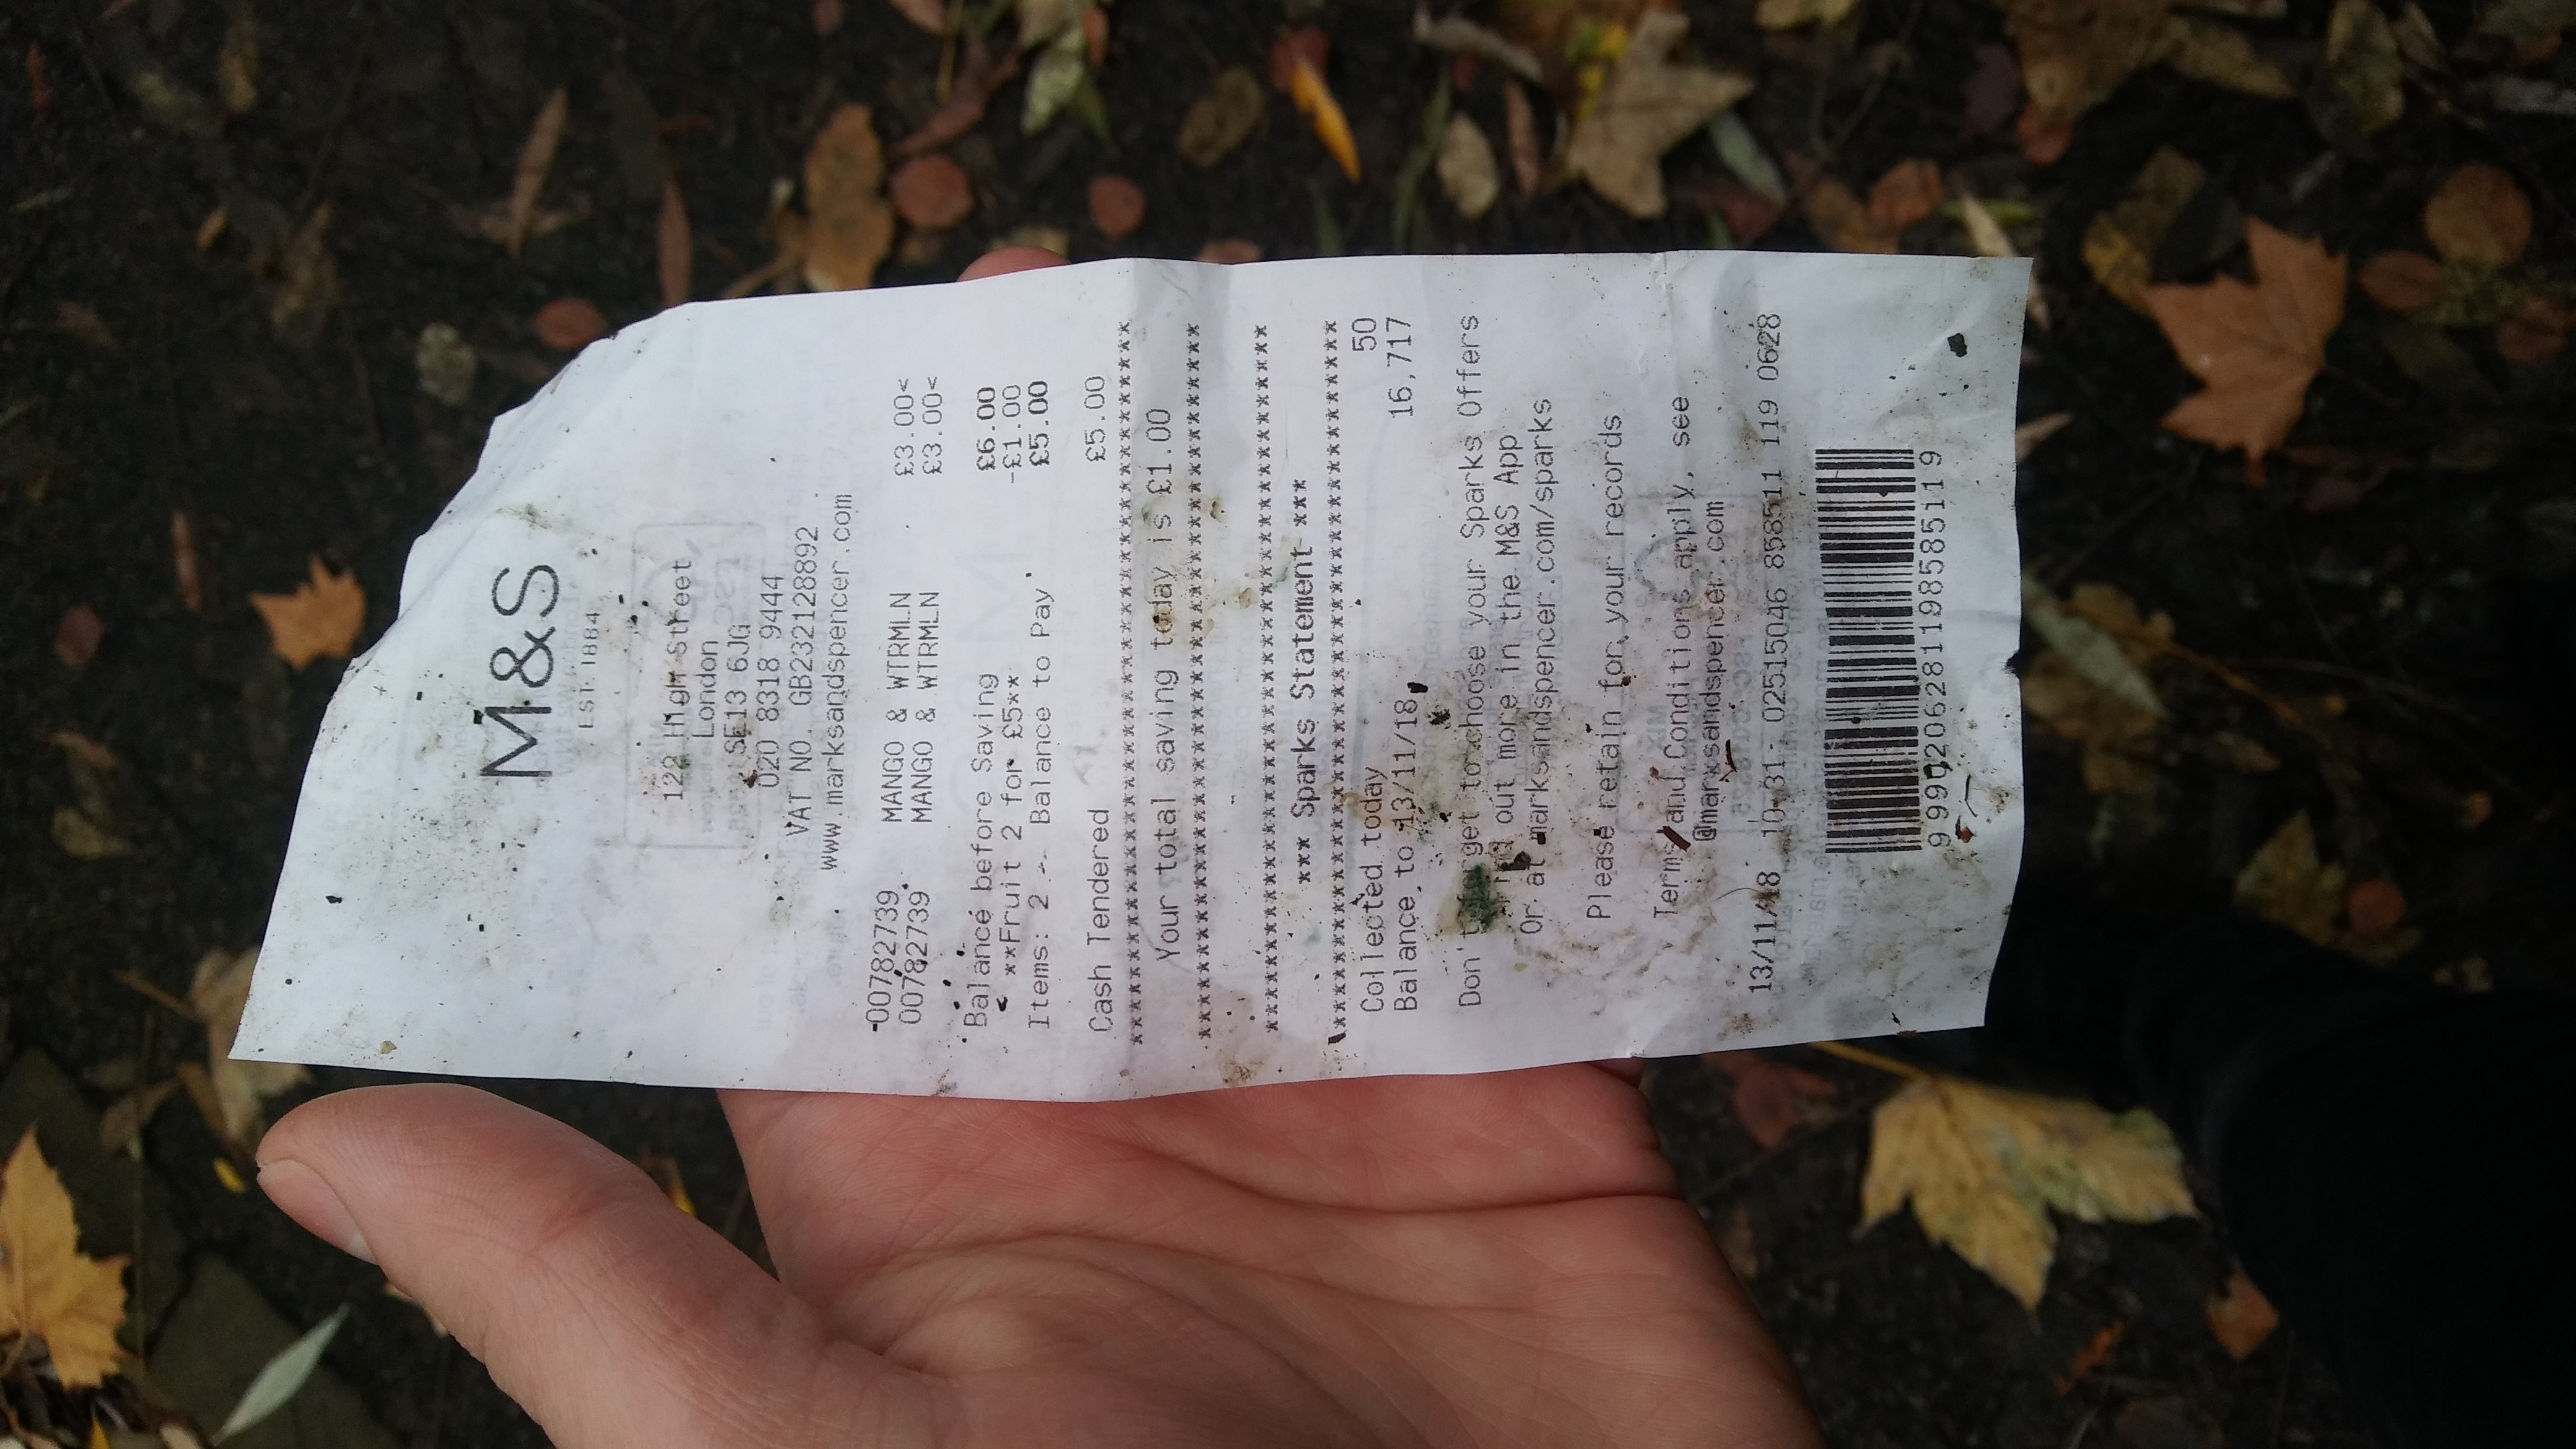 M&S
EST. 1884
122 High Street
London
SE13 6JG
020 8318 9444
VAT NO. GB232128892
www.marksandspencer.com
00782739 MANGO & WTRMLN £3.00<
00782739 MANGO & WTRMLN £3.00<
Balance before Saving £6.00
**Fruit 2 for £5** -£1.00
Items: 2 - Balance to Pay £5.00
Cash Tendered £5.00
******************************************
Your total saving today is £1.00
******************************************
******************************************
*** Sparks Statement ***
******************************************
Collected today 50
Balance to 13/11/18 16,717
Don't forget to choose your Sparks Offers
Find out more in the M&S App
Or at marksandspencer.com/sparks
Please retain for your records
Terms and Conditions apply, see
@marksandspencer.com
13/11/18 10:31 02515046 858511 119 0628
9 990206281198585119